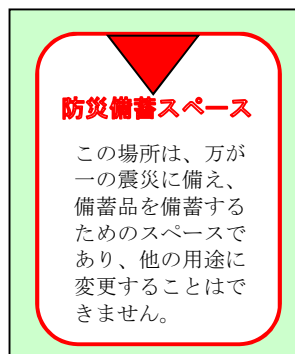 防災備蓄スペース
この場所は、万が
一の震災に備え、
備蓄品を備蓄する
ためのスペースで
あり、他の用途に
変更することはで
きません。